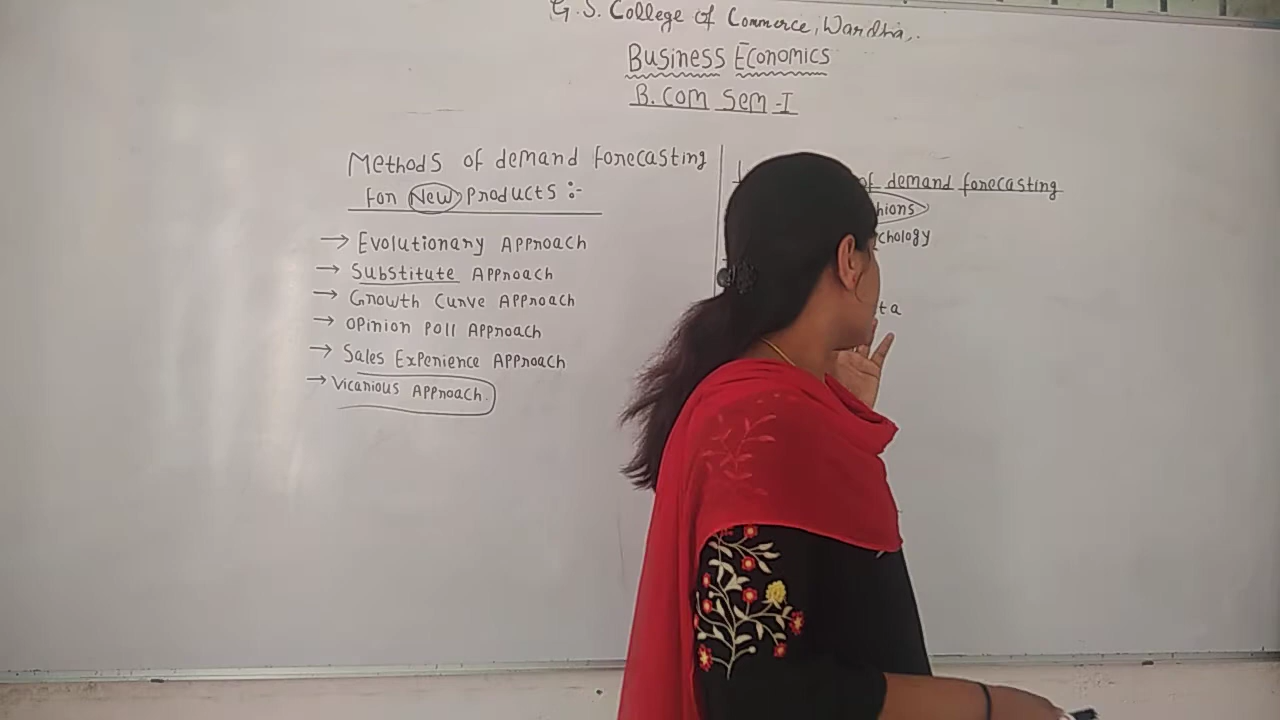 G. S. College of Commerce, Wardha.
Business Economics
B. Com Sem-I
Methods of demand forecasting
for New Products :-
→ Evolutionary Approach
→ Substitute Approach
→ Growth Curve Approach
→ Opinion Poll Approach
→ Sales Experience Approach
→ Vicarious Approach.
of demand forecasting
hions
chology
ta